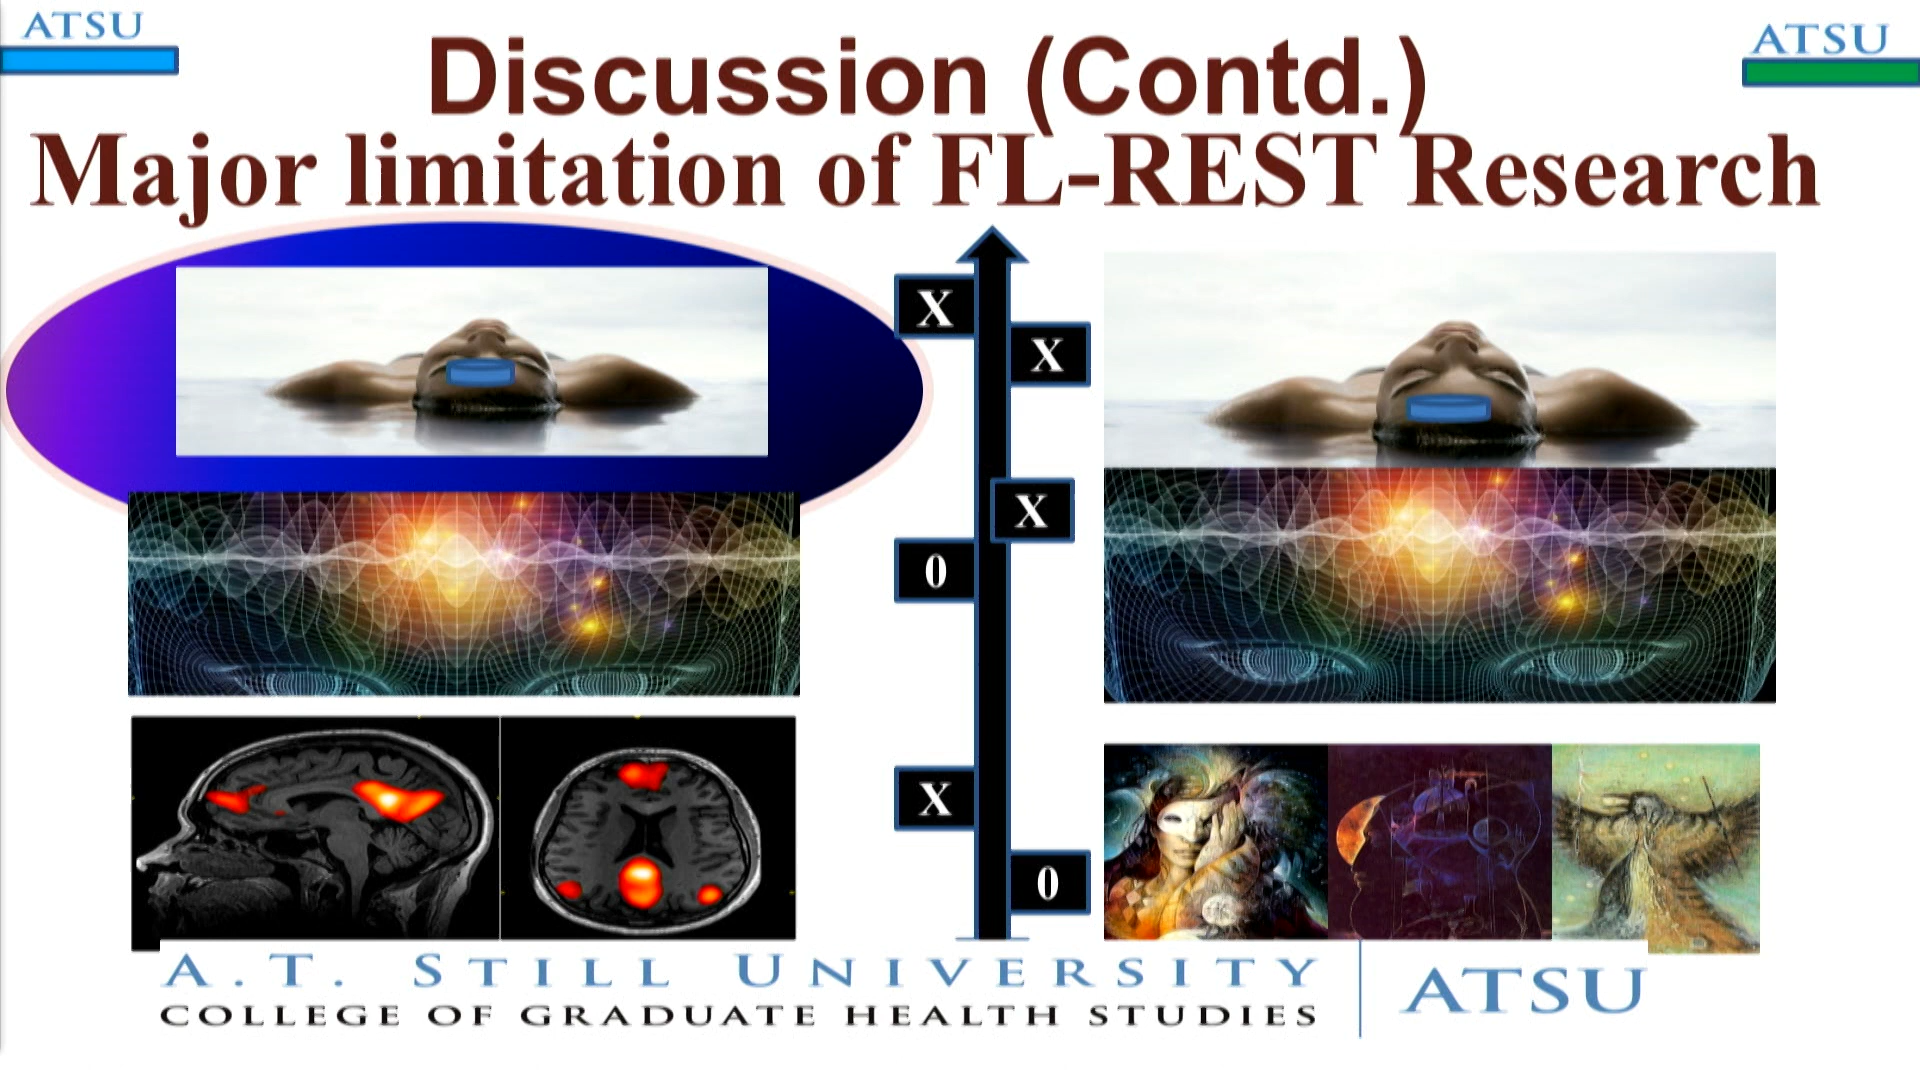 ATSU
ATSU
Discussion (Contd.)
Major limitation of FL-REST Research
X
X
X
0
X
0
A.T. STILL UNIVERSITY
COLLEGE OF GRADUATE HEALTH STUDIES
ATSU